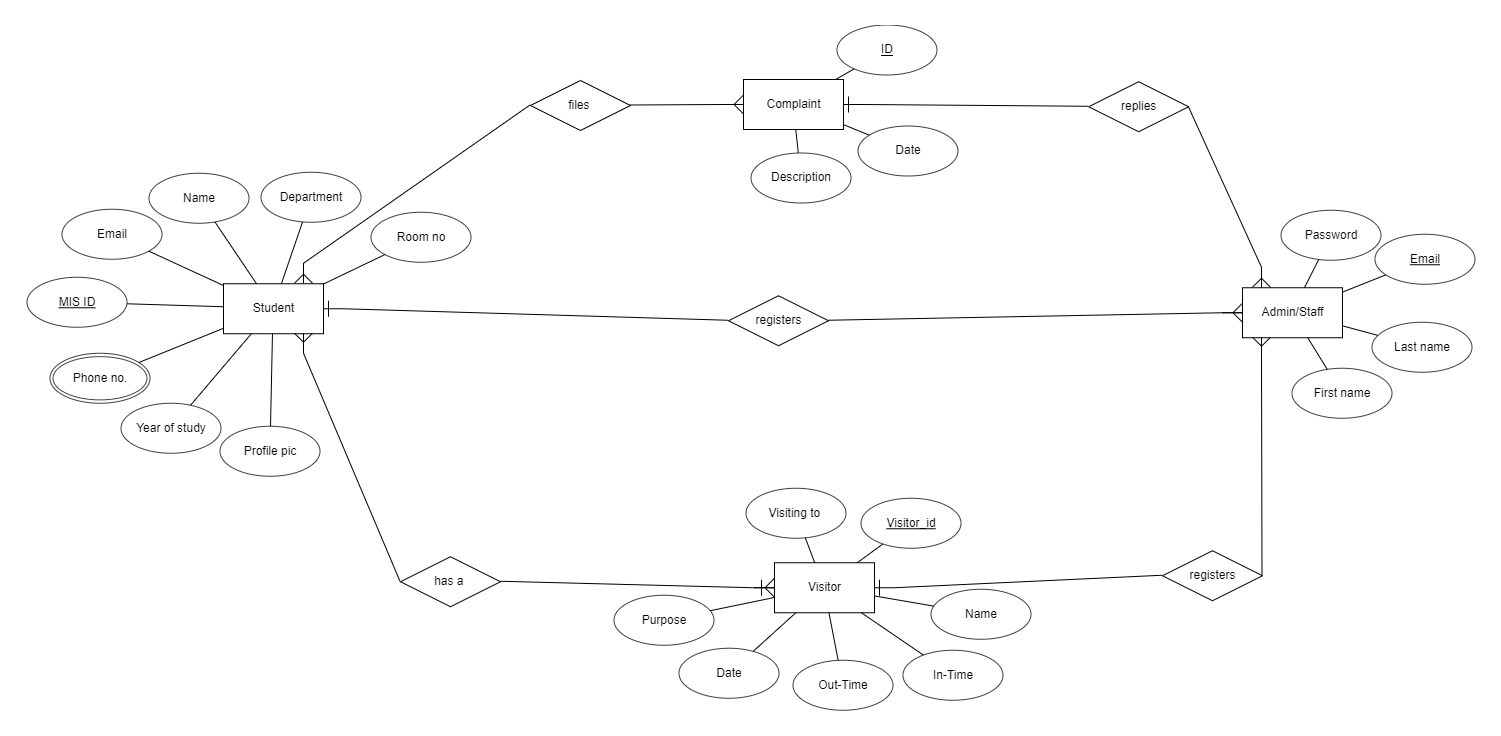 ID
files
Complaint
replies
Date
Description
Name
Department
Email
Room no
MIS ID
Student
Phone no.
Year of study
Profile pic
registers
Password
Email
Admin/Staff
Last name
First name
Visiting to
Visitor_id
has a
Visitor
registers
Purpose
Name
Date
Out-Time
In-Time